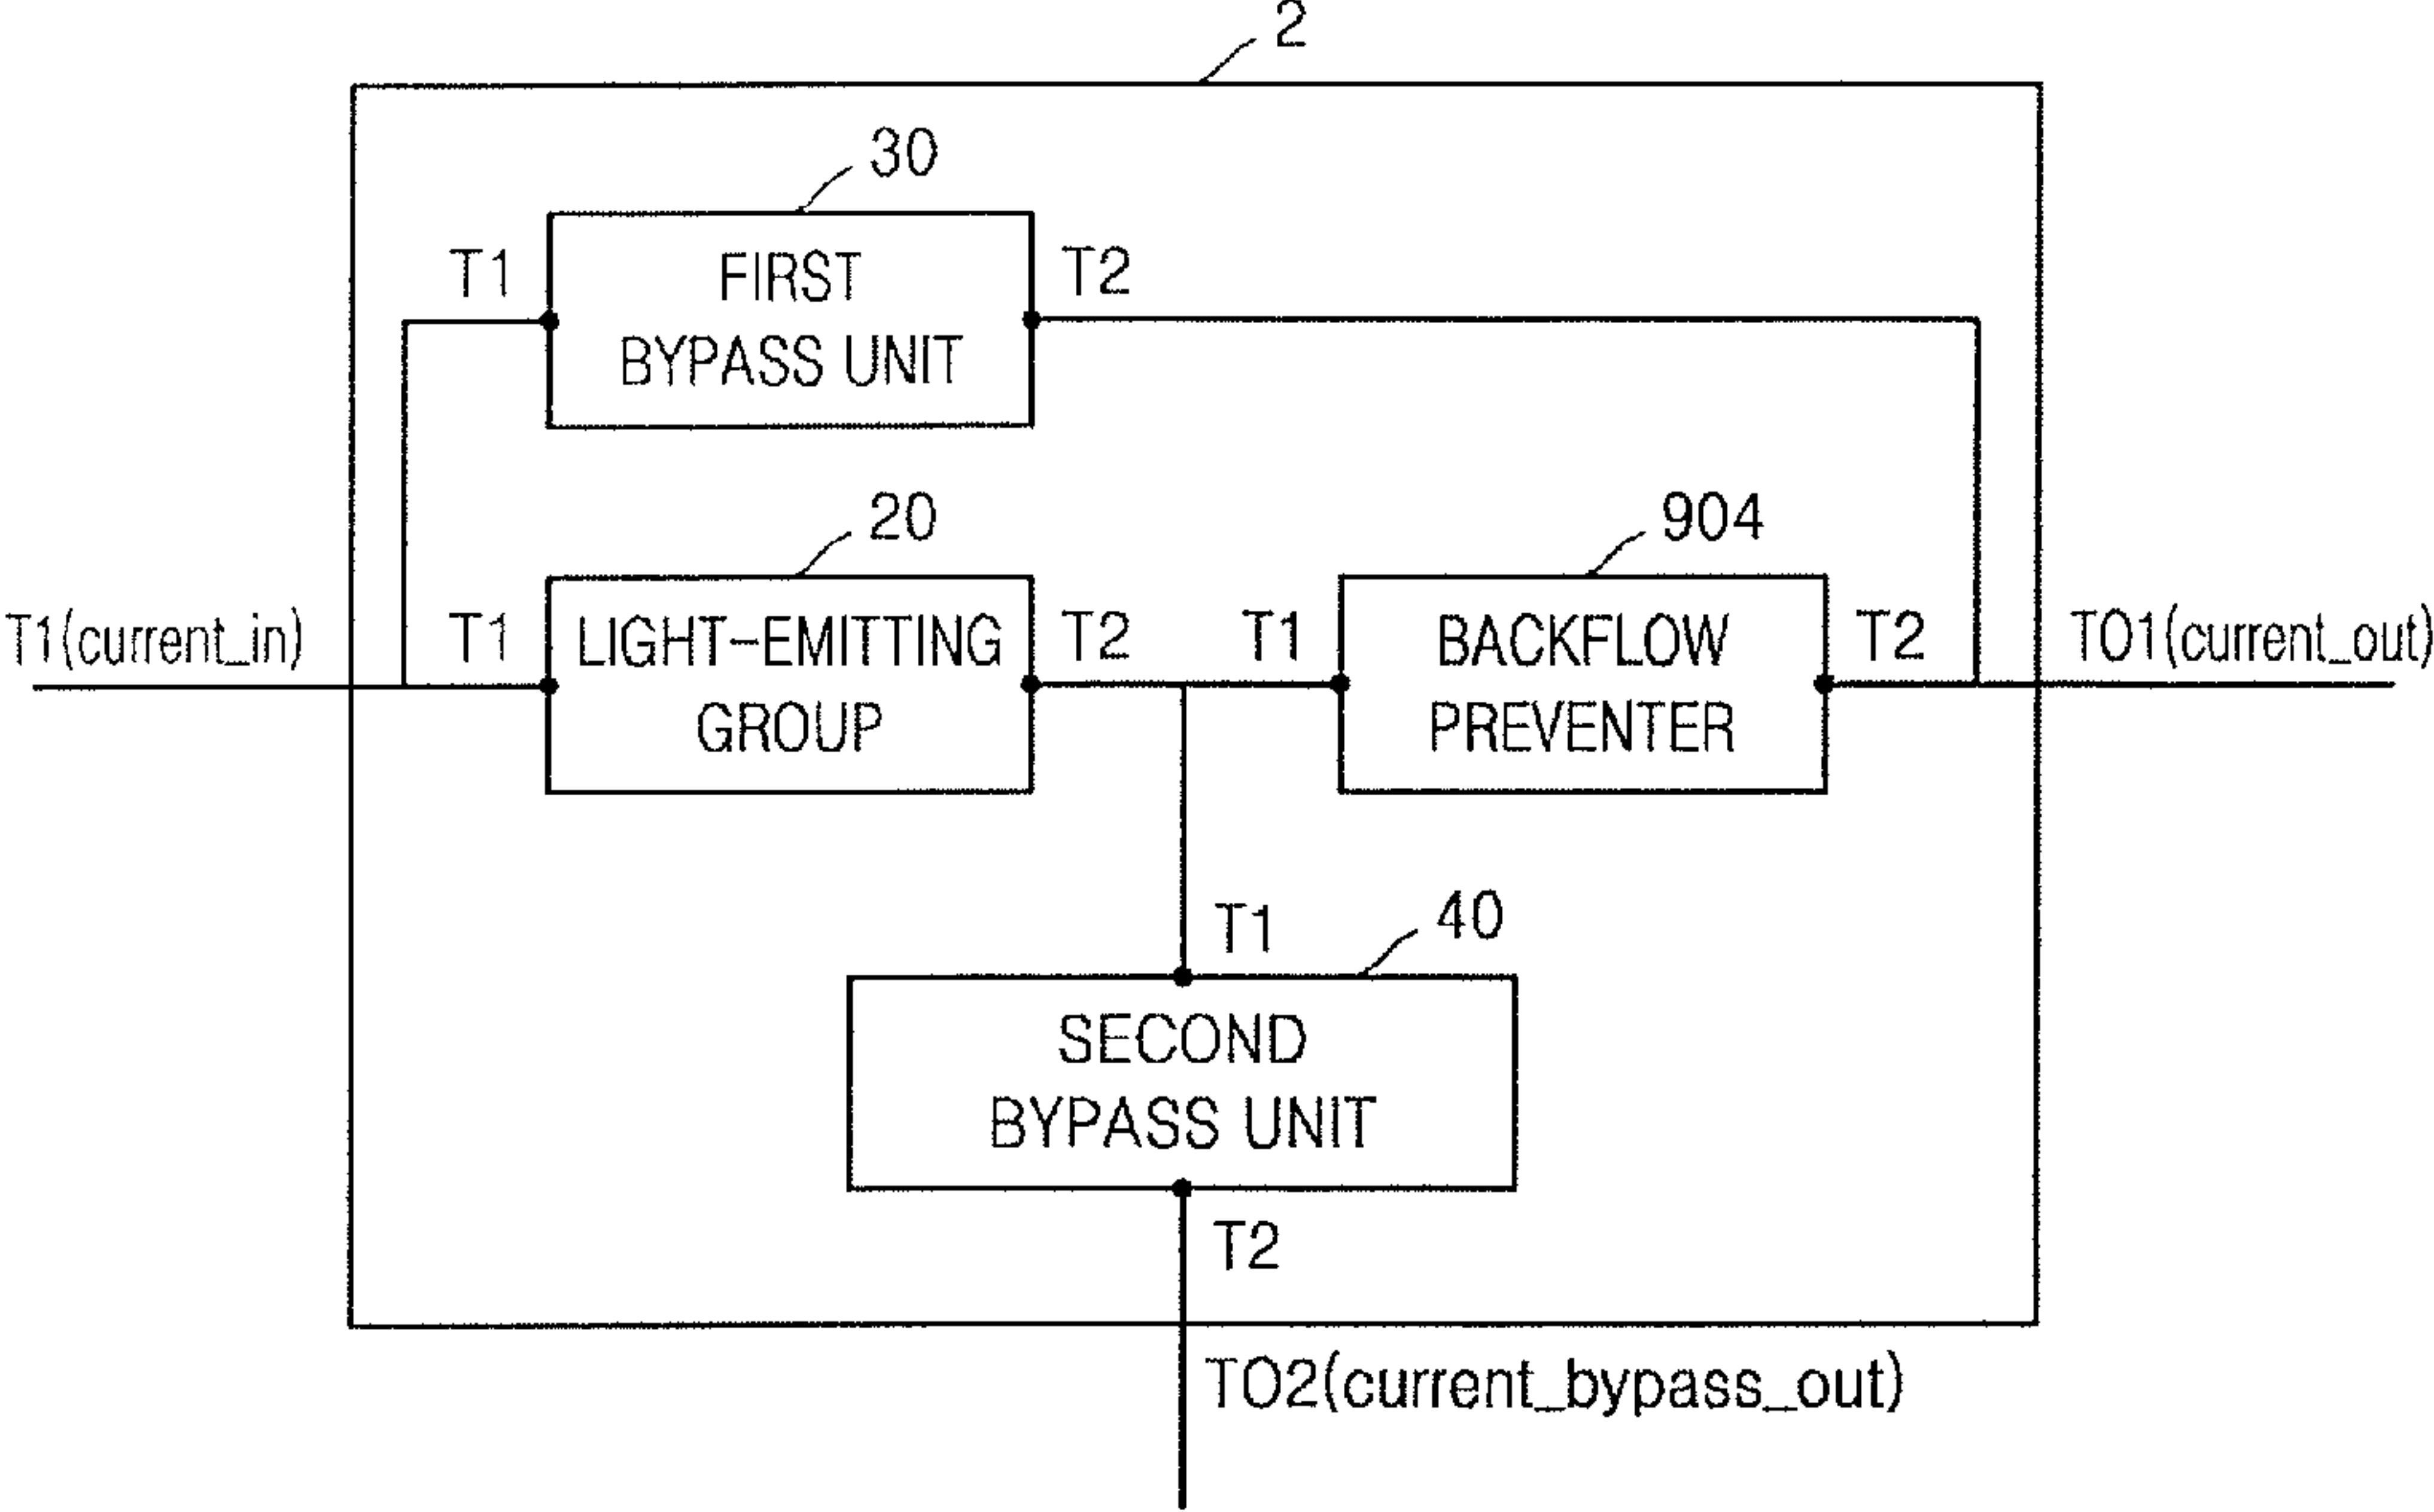 2
30
T1
FIRST
BYPASS UNIT
T2
20
904
T1(current_in)
T1
LIGHT-EMITTING
GROUP
T2
T1
BACKFLOW
PREVENTER
T2
TO1(current_out)
T1
40
SECOND
BYPASS UNIT
T2
TO2(current_bypass_out)